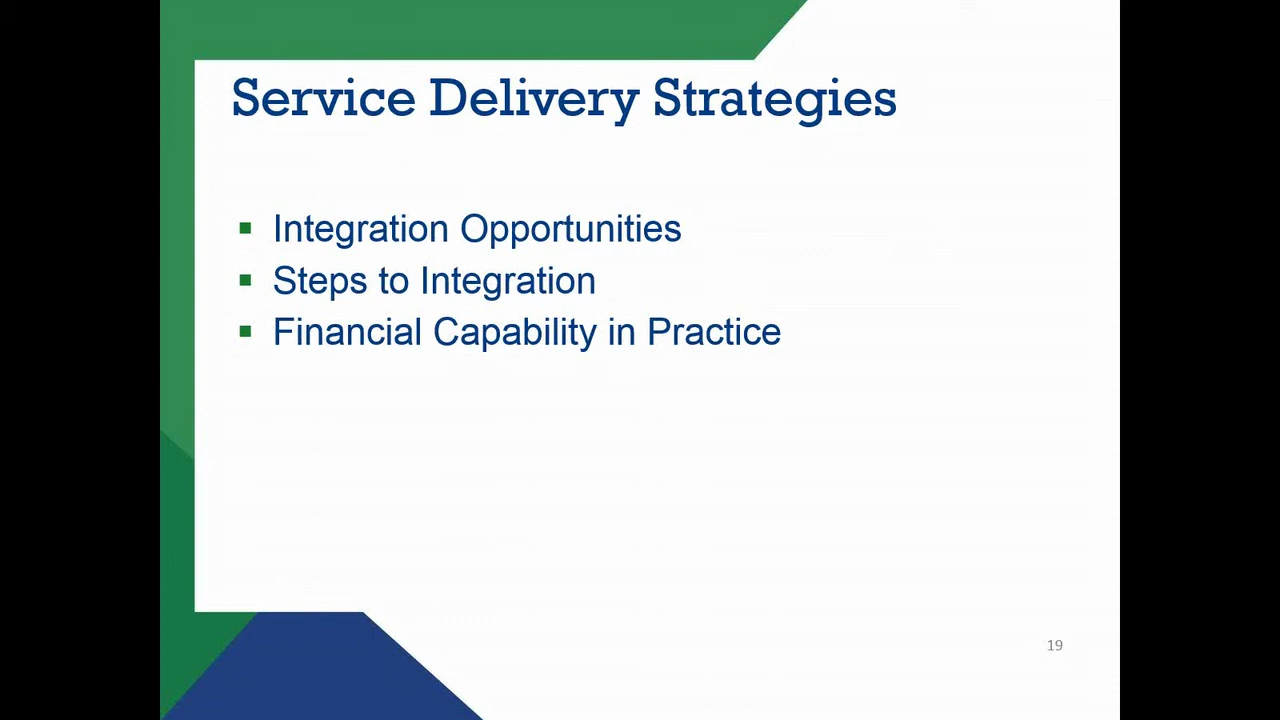 Service Delivery Strategies
▪ Integration Opportunities
▪ Steps to Integration
▪ Financial Capability in Practice
19